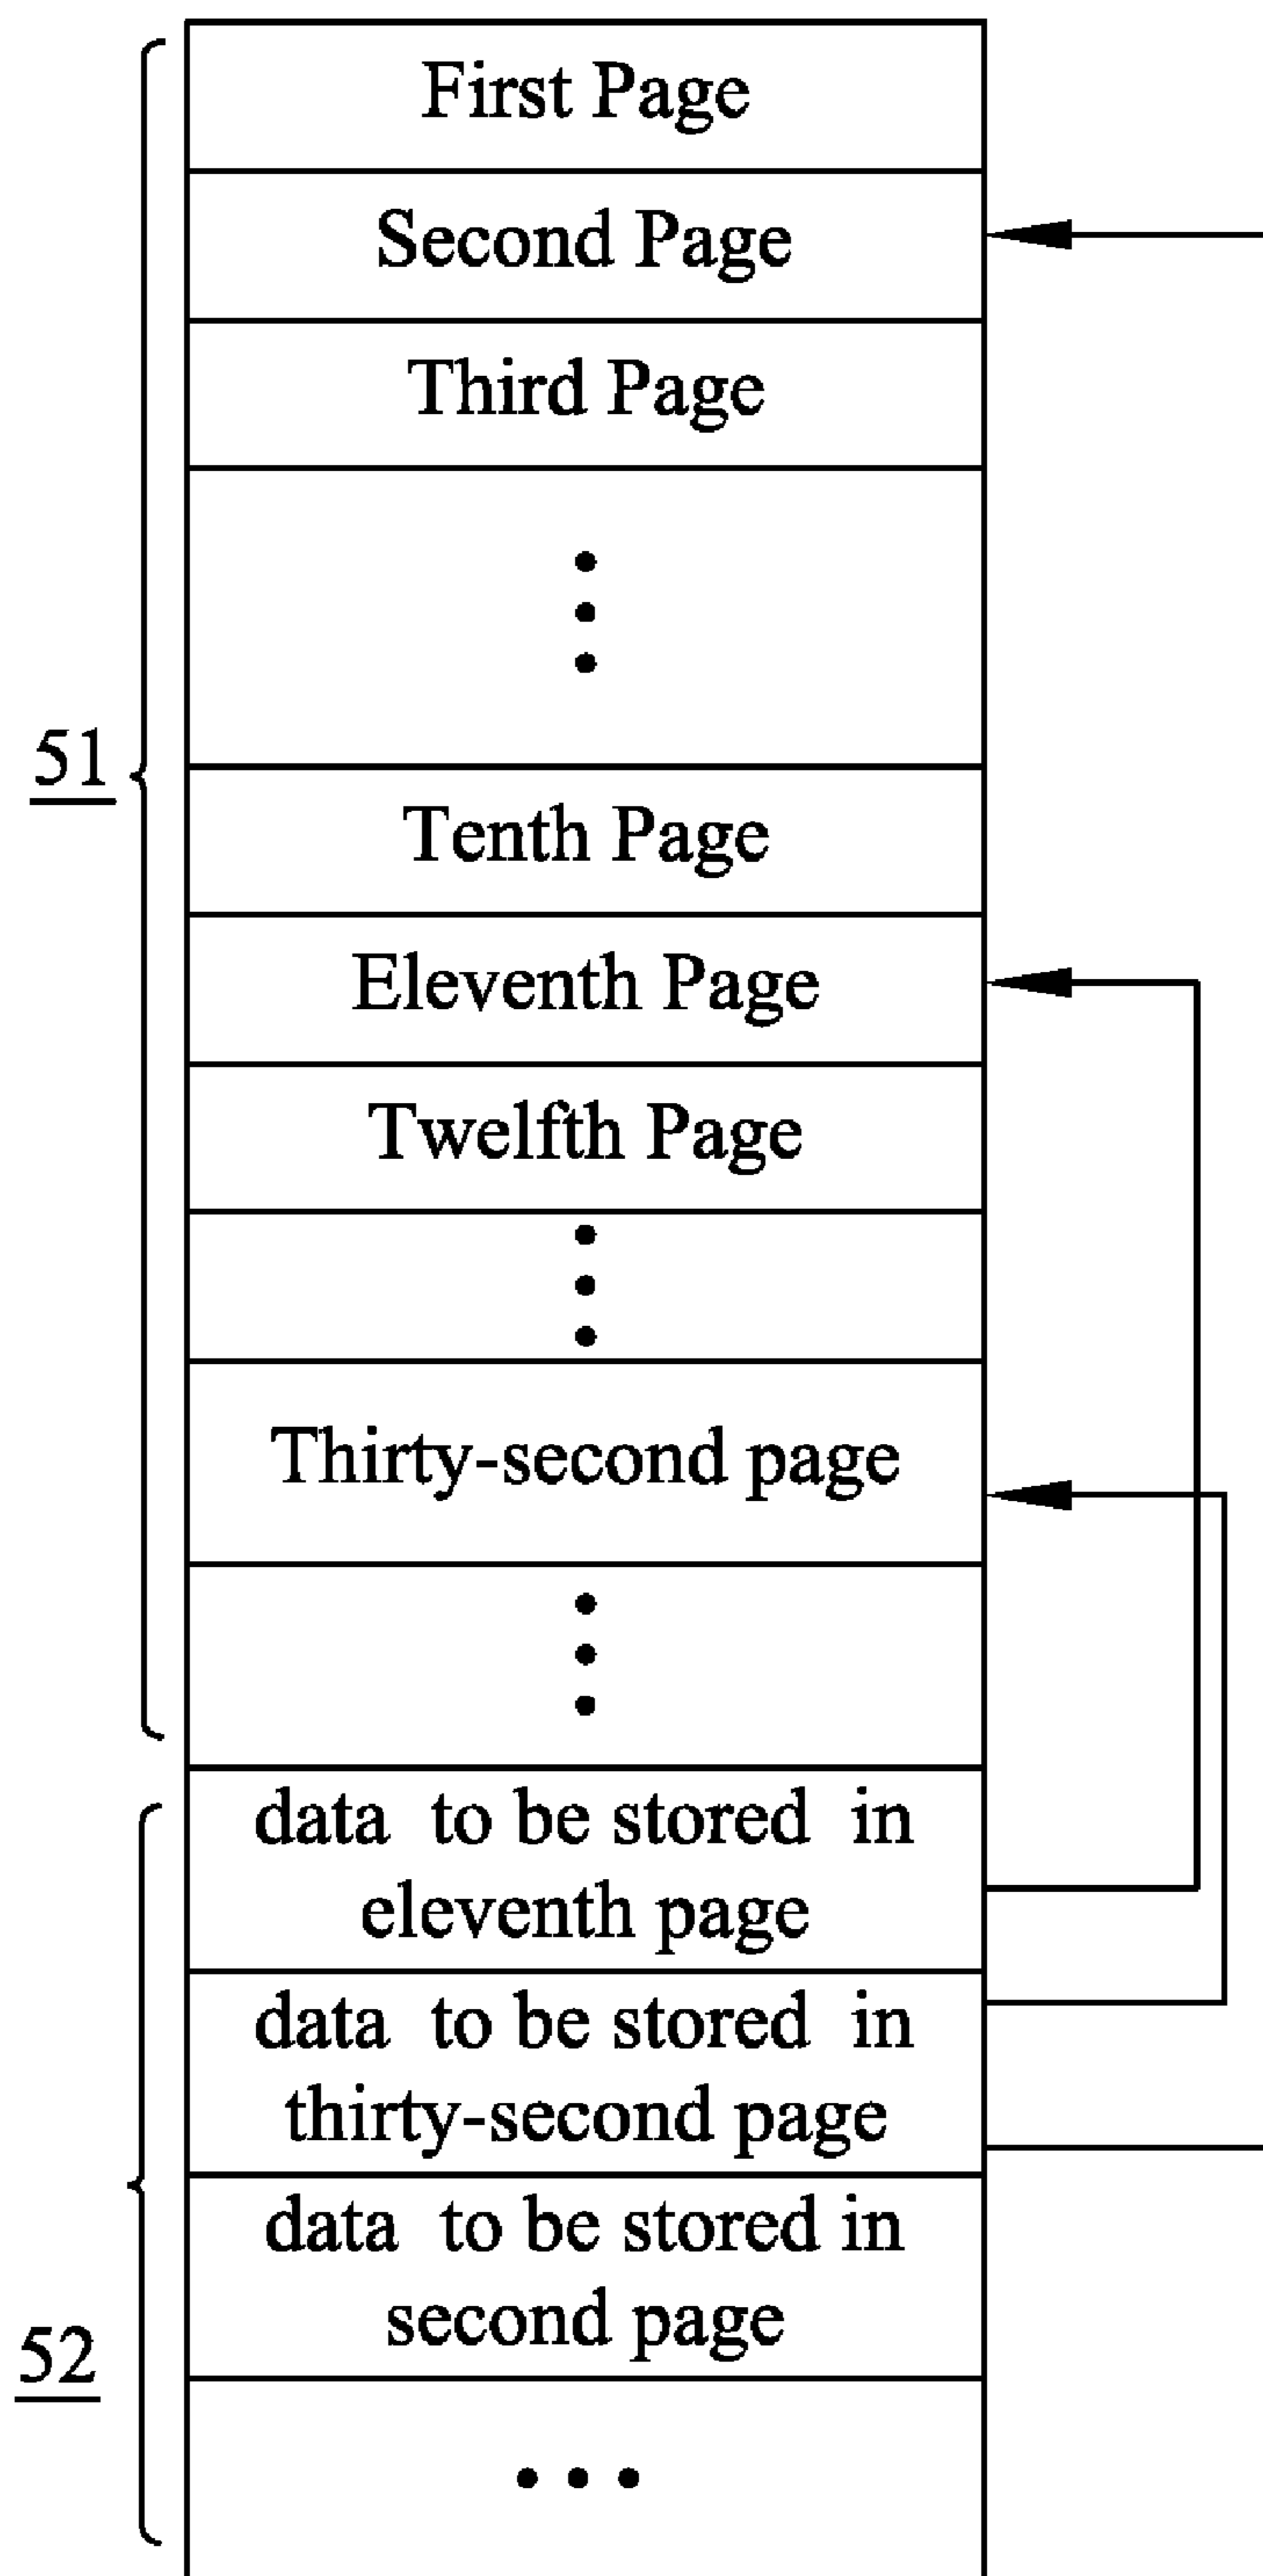 First Page
Second Page
Third Page
51
Tenth Page
Eleventh Page
Twelfth Page
Thirty-second page
data to be stored in
eleventh page
data to be stored in
thirty-second page
data to be stored in
second page
52